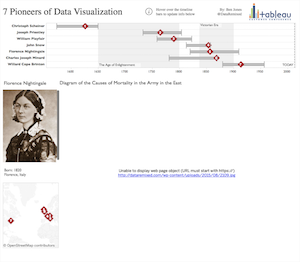 7 Pioneers of Data Visualization
Hover over the timeline
bars to update info below
By: Ben Jones
@DataRemixed
+tableau
Christoph Scheiner
Joseph Priestley
William Playfair
John Snow
Florence Nightingale
Charles Joseph Minard
Willard Cope Brinton
Victorian Era
The Age of Enlightenment
TODAY
1600
1650
1700
1750
1800
1850
1900
1950
2000
Florence Nightingale
Diagram of the Causes of Mortality in the Army in the East
Born 1820
Florence, Italy
Unable to display web page object (URL must start with https://)
© OpenStreetMap contributors